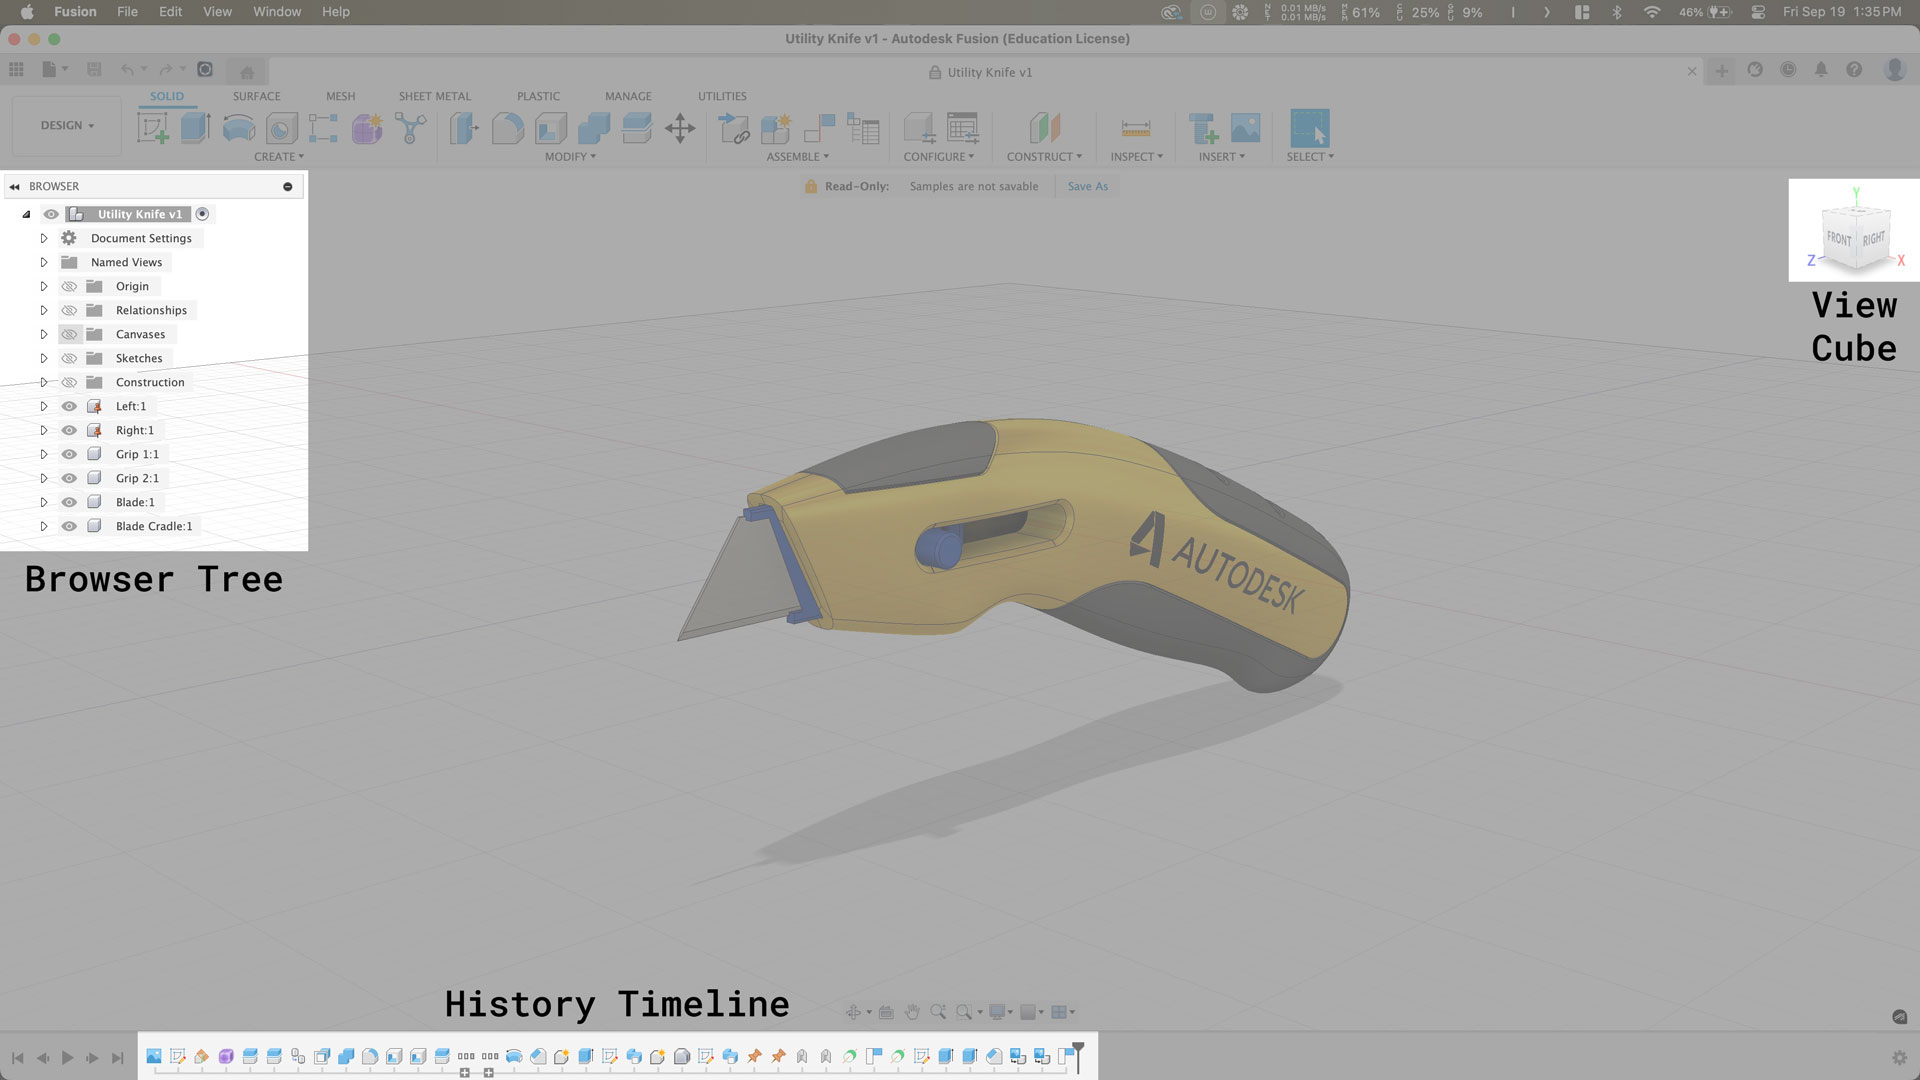 Fusion File Edit View Window Help
0.01 MB/s
0.01 MB/s
61% 25% 9% 46% Fri Sep 19 1:35 PM
Utility Knife v1 - Autodesk Fusion (Education License)
Utility Knife v1
SOLID SURFACE MESH SHEET METAL PLASTIC MANAGE UTILITIES
DESIGN
CREATE MODIFY ASSEMBLE CONFIGURE CONSTRUCT INSPECT INSERT SELECT
Read-Only: Samples are not savable Save As
BROWSER
Utility Knife v1
Document Settings
Named Views
Origin
Relationships
Canvases
Sketches
Construction
Left:1
Right:1
Grip 1:1
Grip 2:1
Blade:1
Blade Cradle:1
Browser Tree
Y
FRONT RIGHT
Z X
View
Cube
AUTODESK
History Timeline